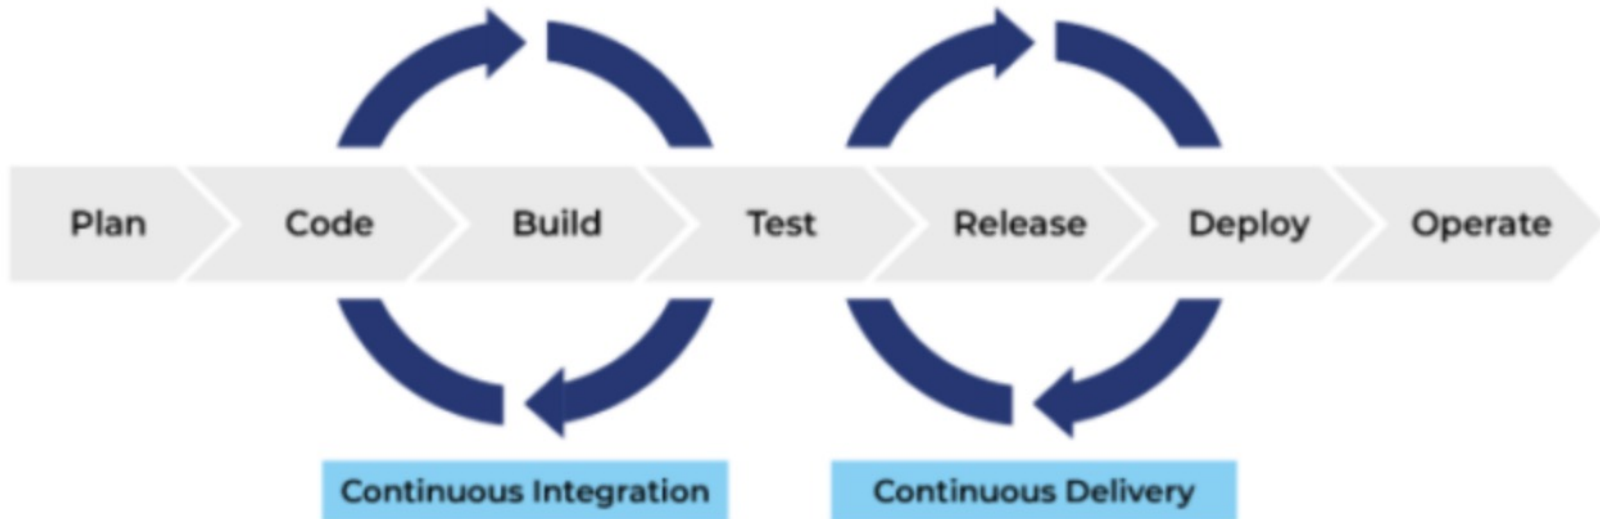 Plan Code Build Test Release Deploy Operate
Continuous Integration Continuous Delivery